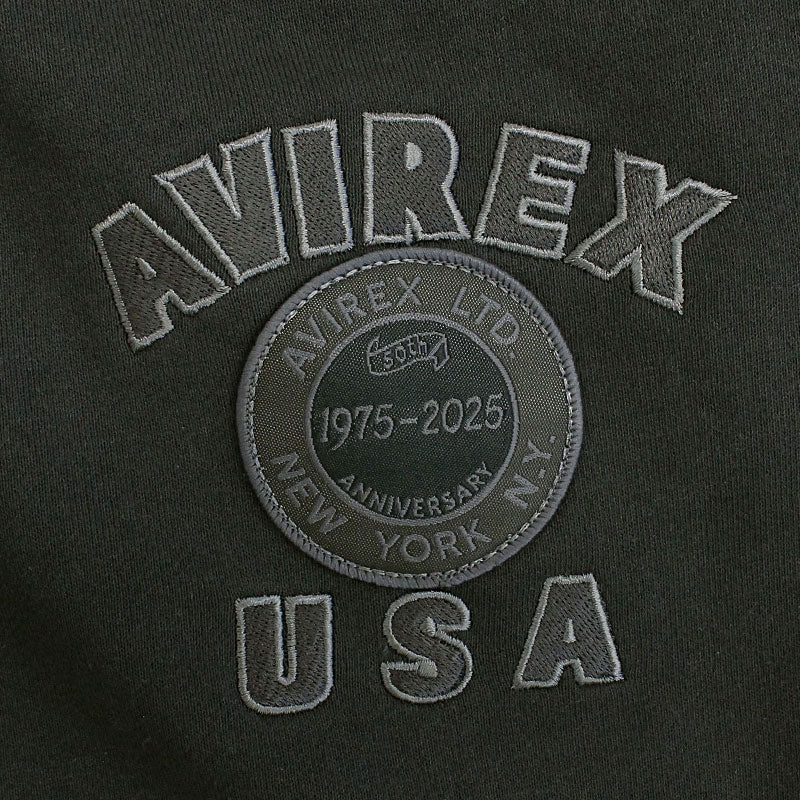 AVIREX
AVIREX LTD.
50th
1975-2025
ANNIVERSARY
NEW YORK N.Y.
USA